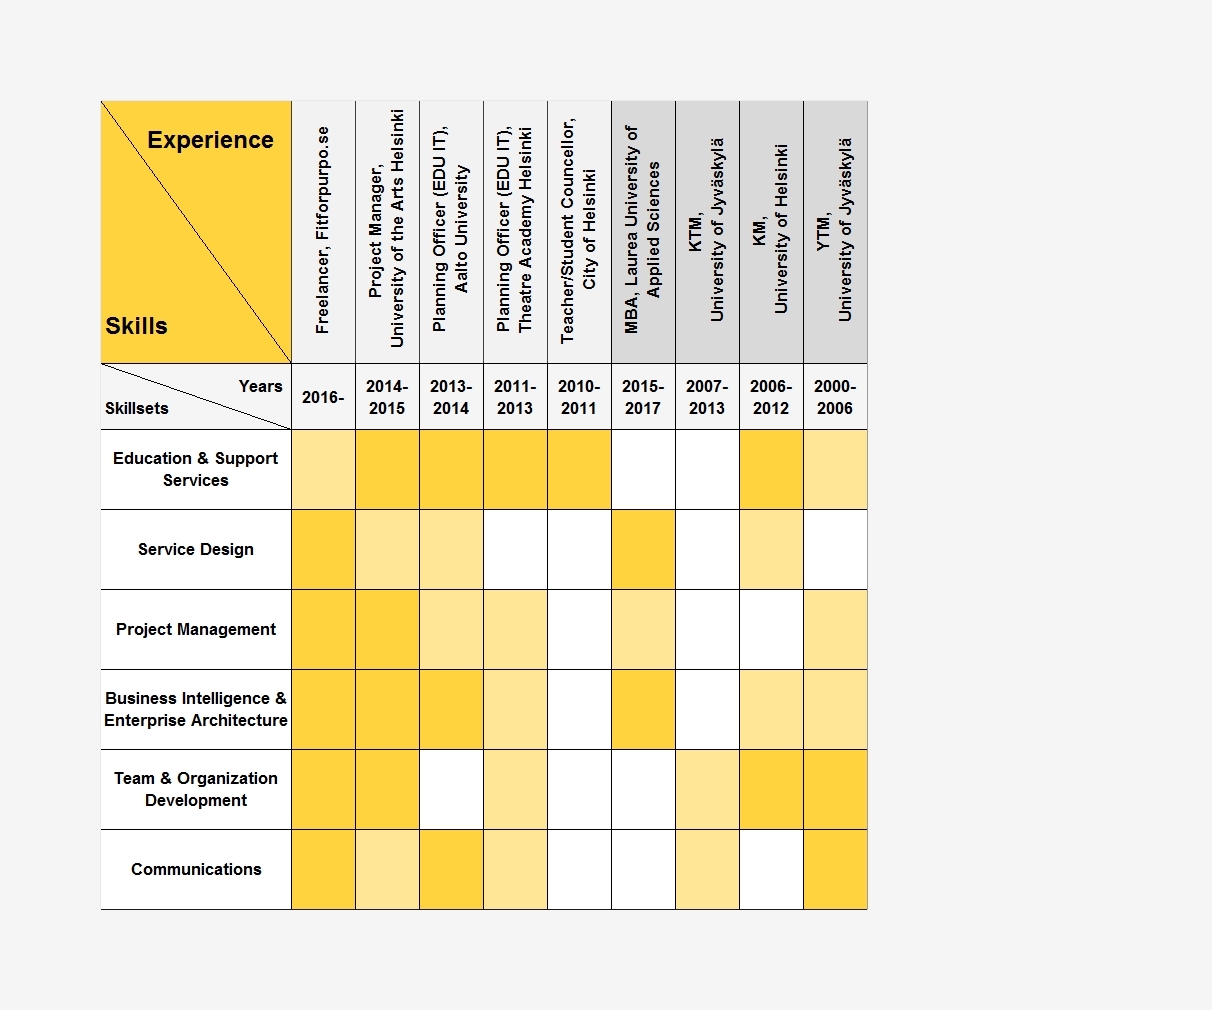 Experience
Skills
Freelancer, Fitforpurpo.se
Project Manager,
University of the Arts Helsinki
Planning Officer (EDU IT),
Aalto University
Planning Officer (EDU IT),
Theatre Academy Helsinki
Teacher/Student Councellor,
City of Helsinki
MBA, Laurea University of
Applied Sciences
KTM,
University of Jyväskylä
KM,
University of Helsinki
YTM,
University of Jyväskylä
Years
Skillsets
2016-
2014-
2015
2013-
2014
2011-
2013
2010-
2011
2015-
2017
2007-
2013
2006-
2012
2000-
2006
Education & Support
Services
Service Design
Project Management
Business Intelligence &
Enterprise Architecture
Team & Organization
Development
Communications